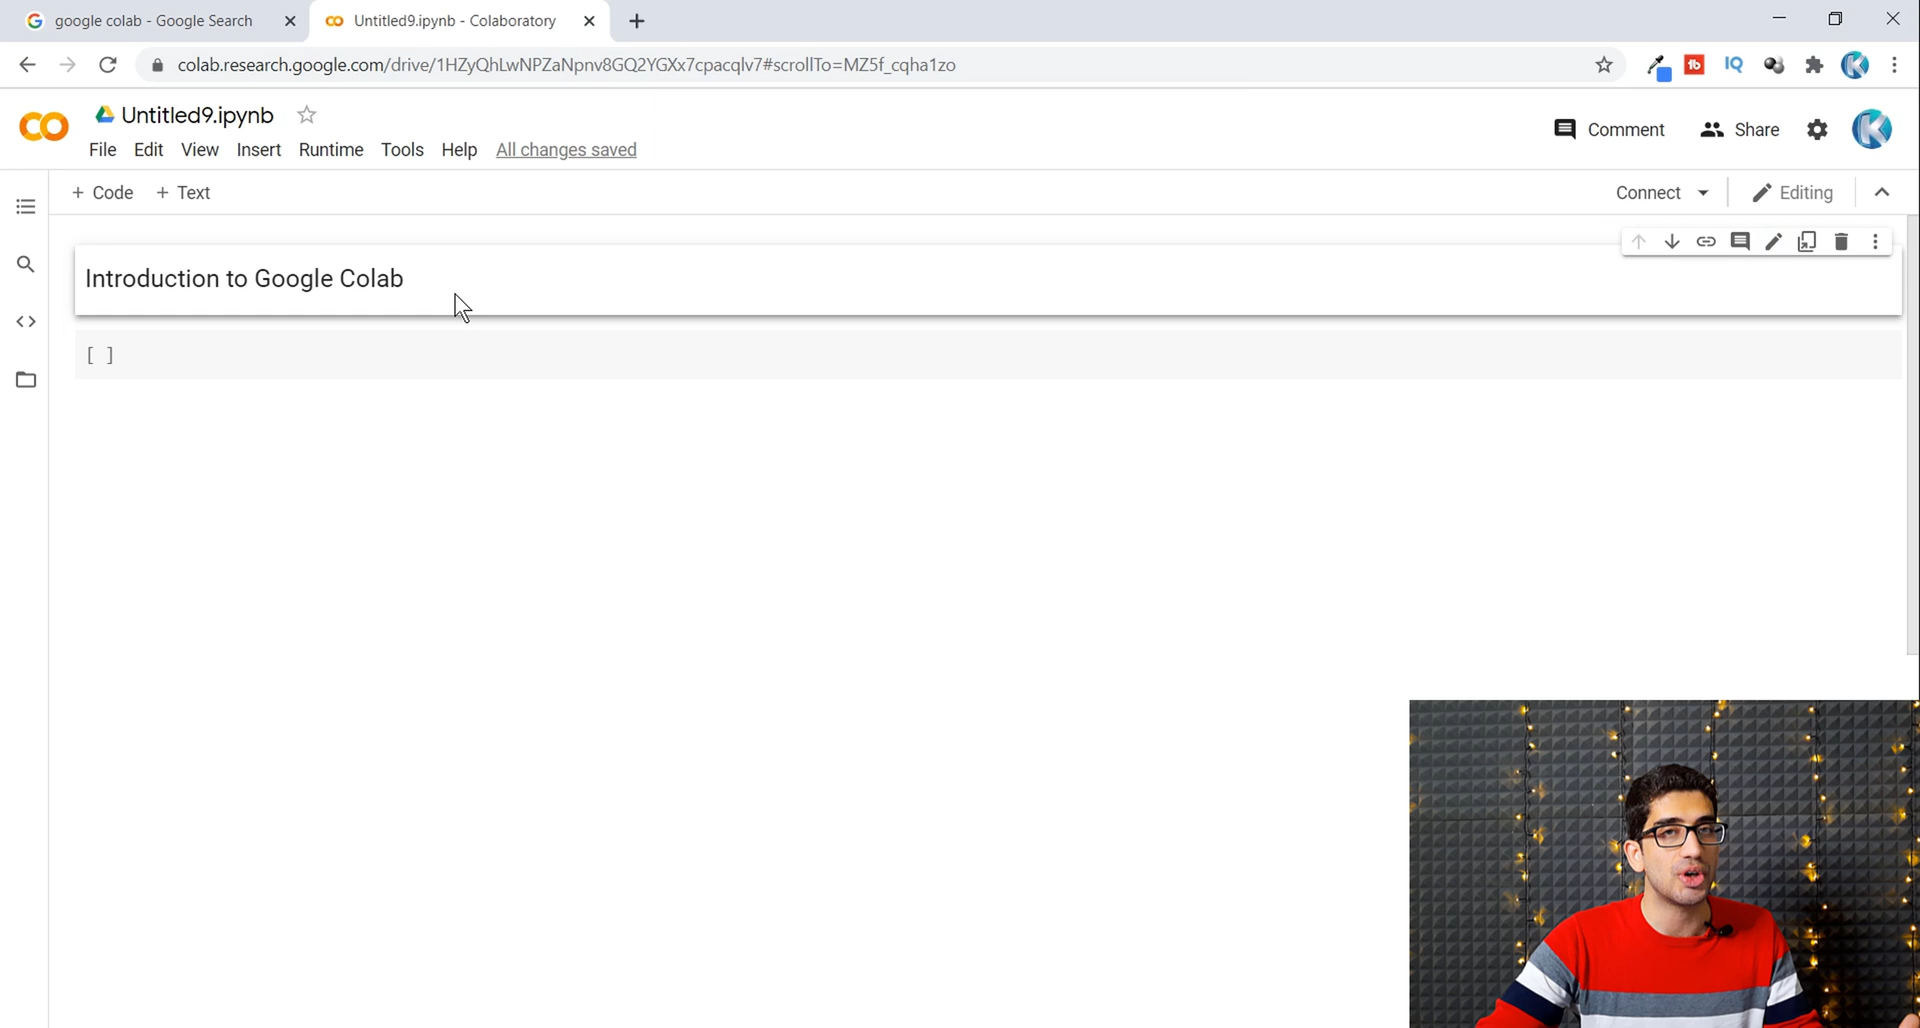 google colab - Google Search
Untitled9.ipynb - Colaboratory
colab.research.google.com/drive/1HZyQhLwNPZaNpnv8GQ2YGXx7cpacqlv7#scrollTo=MZ5f_cqha1zo
Untitled9.ipynb
File Edit View Insert Runtime Tools Help All changes saved
Comment Share
+ Code + Text
Connect Editing
Introduction to Google Colab
[ ]